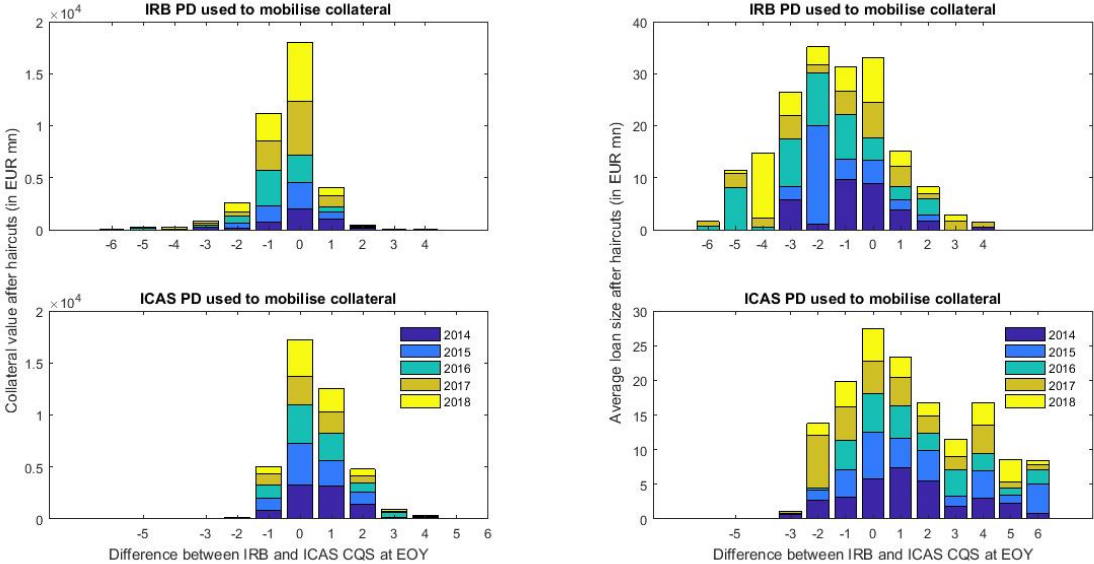 IRB PD used to mobilise collateral
2 ×10⁴
1.5
1
0.5
0
-6 -5 -4 -3 -2 -1 0 1 2 3 4
Collateral value after haircuts (in EUR mn)
ICAS PD used to mobilise collateral
2 ×10⁴
1.5
1
0.5
0
2014
2015
2016
2017
2018
-5 -2 -1 0 1 2 3 4 5 6
Difference between IRB and ICAS CQS at EOY
IRB PD used to mobilise collateral
40
30
20
10
0
-6 -5 -4 -3 -2 -1 0 1 2 3 4
Average loan size after haircuts (in EUR mn)
ICAS PD used to mobilise collateral
30
25
20
15
10
5
0
2014
2015
2016
2017
2018
-5 -3 -2 -1 0 1 2 3 4 5 6
Difference between IRB and ICAS CQS at EOY